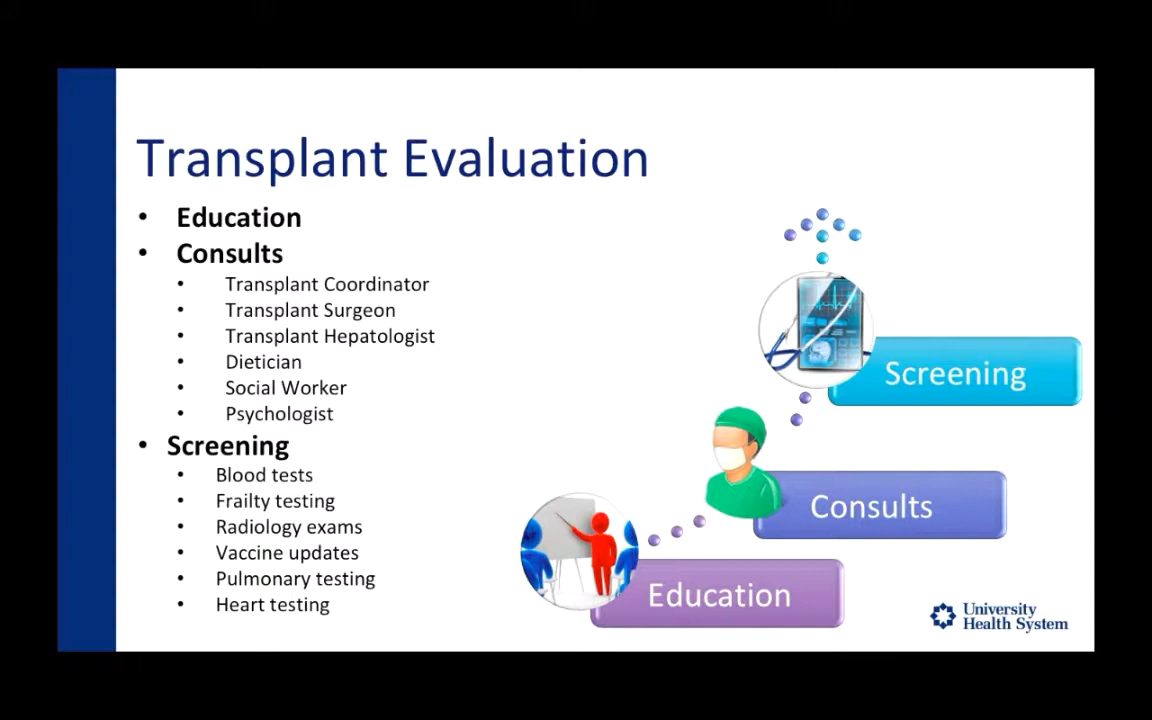 Transplant Evaluation
• Education
• Consults
• Transplant Coordinator
• Transplant Surgeon
• Transplant Hepatologist
• Dietician
• Social Worker
• Psychologist
• Screening
• Blood tests
• Frailty testing
• Radiology exams
• Vaccine updates
• Pulmonary testing
• Heart testing
Screening
Consults
Education
University
Health System